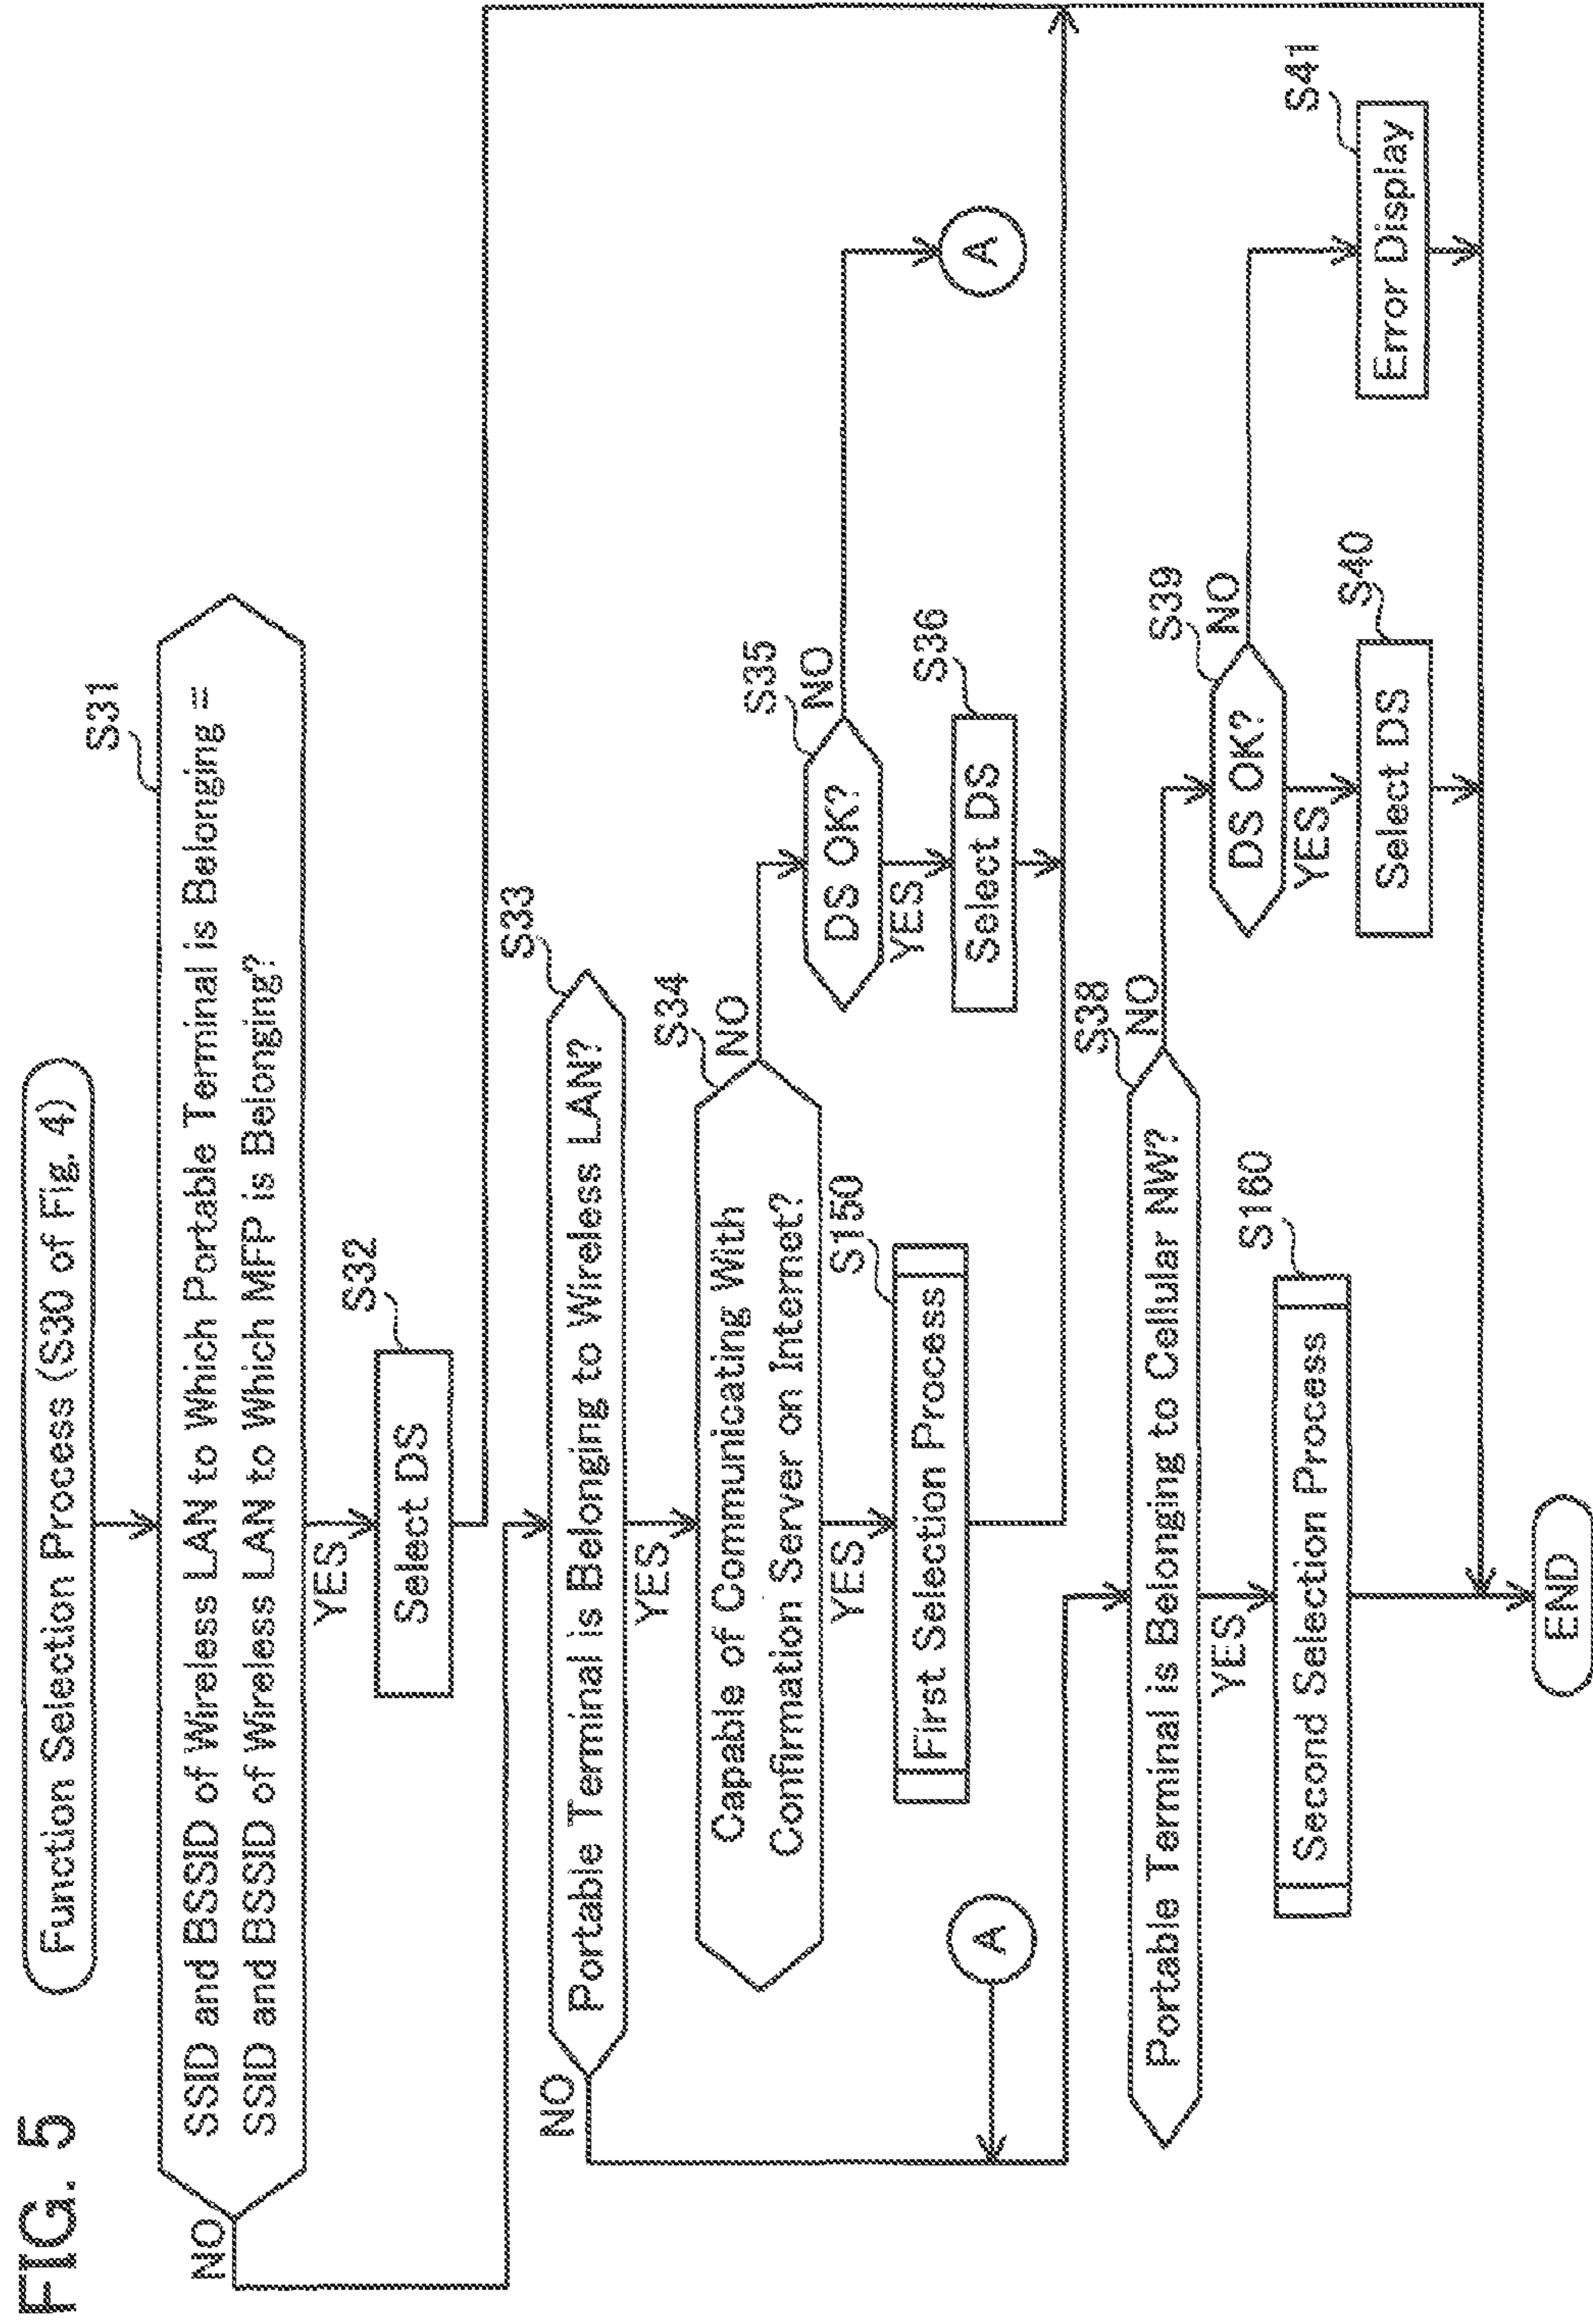 FIG. 5
Function Selection Process (S30 of Fig. 4)
S31
SSID and BSSID of Wireless LAN to Which Portable Terminal is Belonging =
SSID and BSSID of Wireless LAN to Which MFP is Belonging?
NO
YES
S32
Select DS
S33
Portable Terminal is Belonging to Wireless LAN?
NO
YES
S34
Capable of Communicating With
Confirmation Server on Internet?
NO
YES
S35
DS OK?
NO
YES
S150
First Selection Process
S36
Select DS
A
A
S38
Portable Terminal is Belonging to Cellular NW?
NO
YES
S39
DS OK?
NO
YES
S160
Second Selection Process
S40
Select DS
S41
Error Display
END